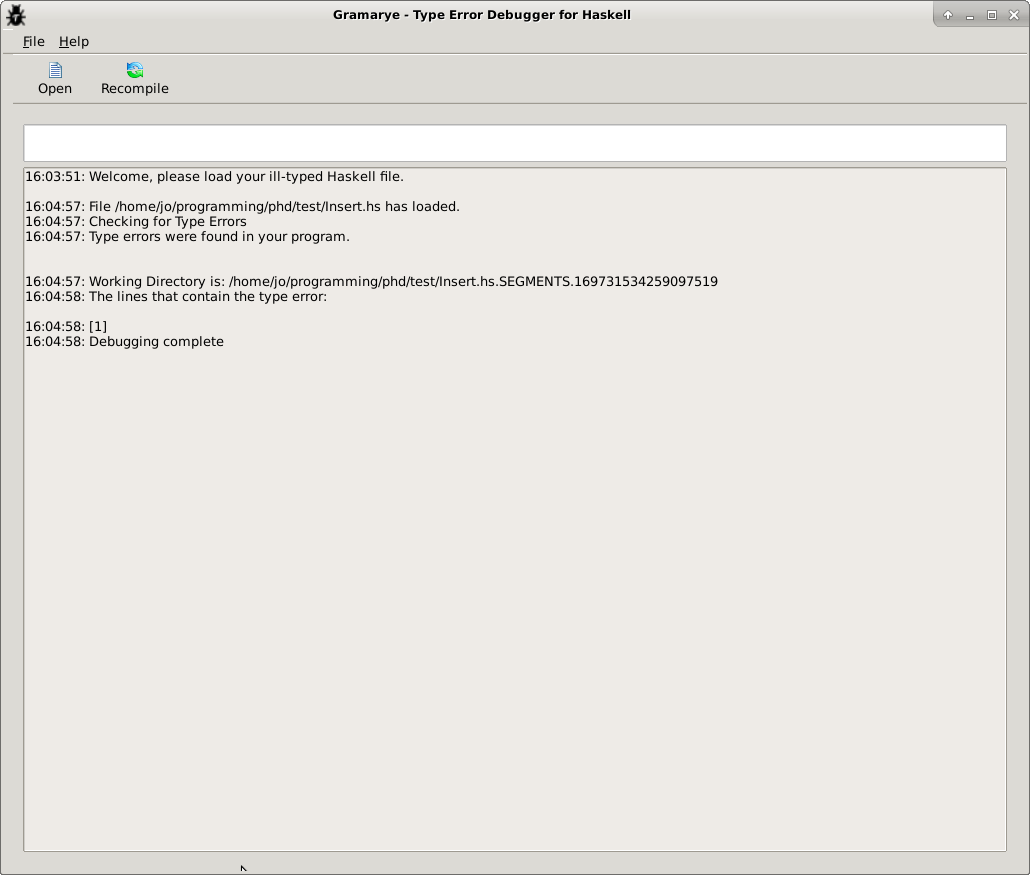 Gramarye - Type Error Debugger for Haskell
File Help
Open Recompile
16:03:51: Welcome, please load your ill-typed Haskell file.
16:04:57: File /home/jo/programming/phd/test/Insert.hs has loaded.
16:04:57: Checking for Type Errors
16:04:57: Type errors were found in your program.
16:04:57: Working Directory is: /home/jo/programming/phd/test/Insert.hs.SEGMENTS.169731534259097519
16:04:58: The lines that contain the type error:
16:04:58: [1]
16:04:58: Debugging complete